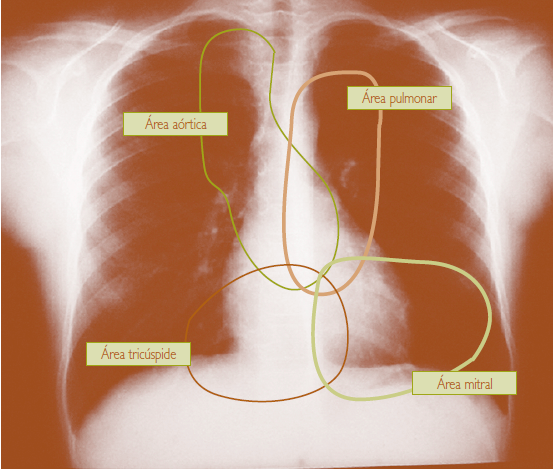 Área pulmonar
Área aórtica
Área tricúspide
Área mitral